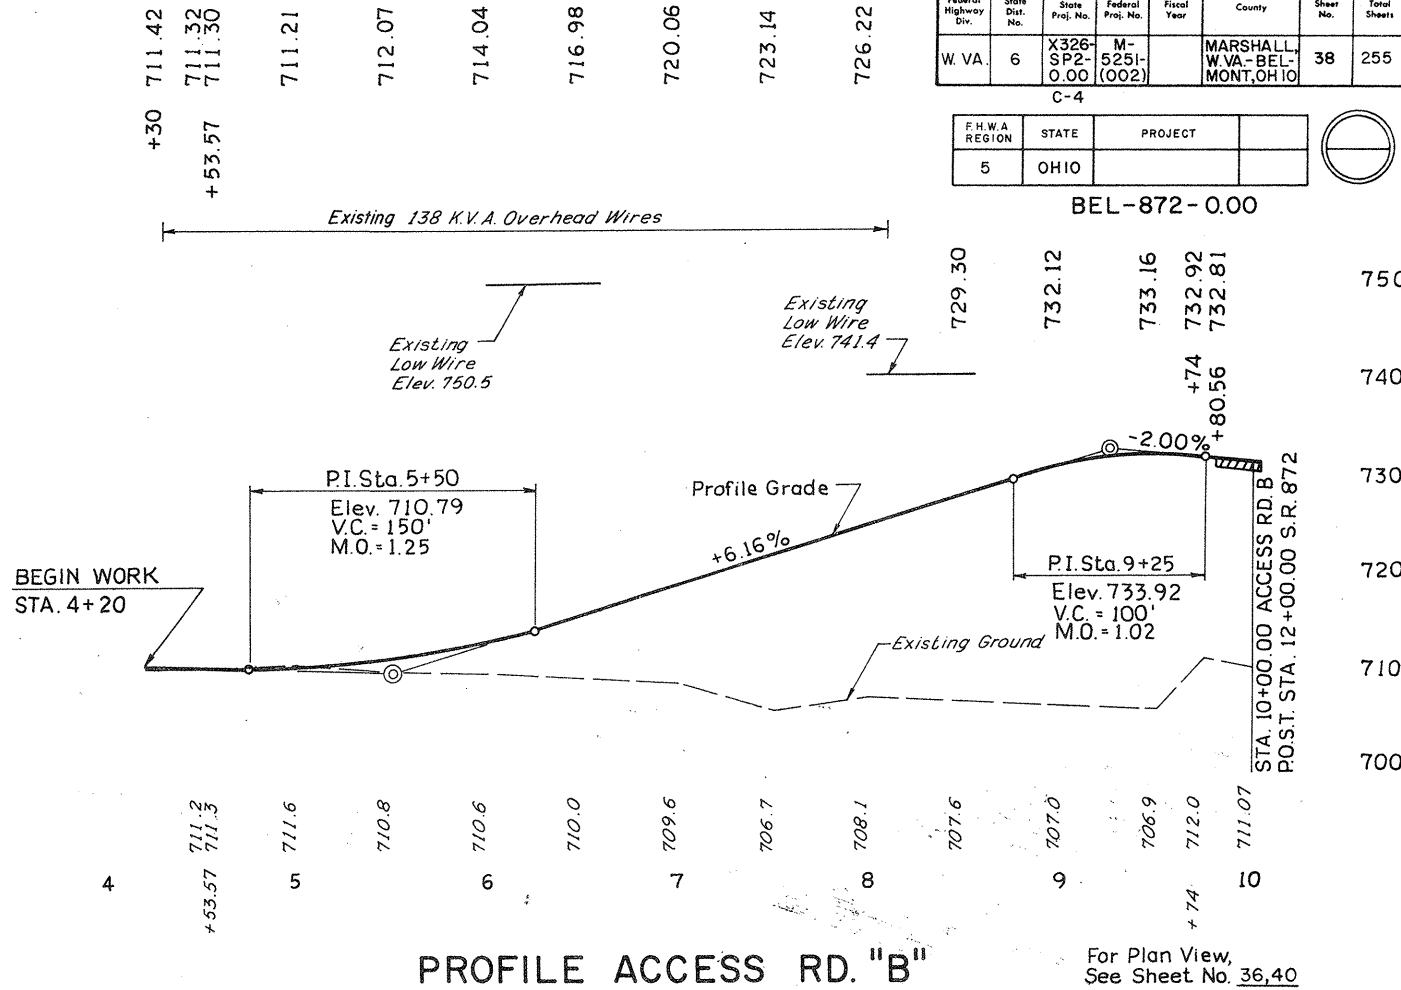 711.42
711.32
711.30
711.21
712.07
714.04
716.98
720.06
723.14
726.22
+30
+53.57
Federal Highway Div.
State Dist. No.
State Proj. No.
Federal Proj. No.
Fiscal Year
County
Sheet No.
Total Sheets
W. VA.
6
X326-
SP2-
0.00
M-
5251-
(002)
MARSHALL,
W.VA.-BEL-
MONT,OHIO
38
255
C-4
F.H.W.A
REGION
STATE
PROJECT
5
OHIO
BEL-872-0.00
Existing 138 K.V.A. Overhead Wires
729.30
732.12
733.16
732.92
732.81
+74
+80.56
750
740
730
720
710
700
Existing
Low Wire
Elev. 750.5
Existing
Low Wire
Elev. 741.4
P.I.Sta.5+50
Elev. 710.79
V.C.= 150'
M.O.= 1.25
Profile Grade
+6.16%
-2.00%
P.I.Sta.9+25
Elev. 733.92
V.C. = 100'
M.O.= 1.02
BEGIN WORK
STA. 4+20
Existing Ground
STA. 10+00.00 ACCESS RD. B
P.O.S.T. STA. 12+00.00 S.R. 872
711.2
711.3
711.6
710.8
710.6
710.0
709.6
706.7
708.1
707.6
707.0
706.9
712.0
711.07
4
+53.57
5
6
7
8
9
+74
10
PROFILE ACCESS RD. "B"
For Plan View,
See Sheet No. 36,40